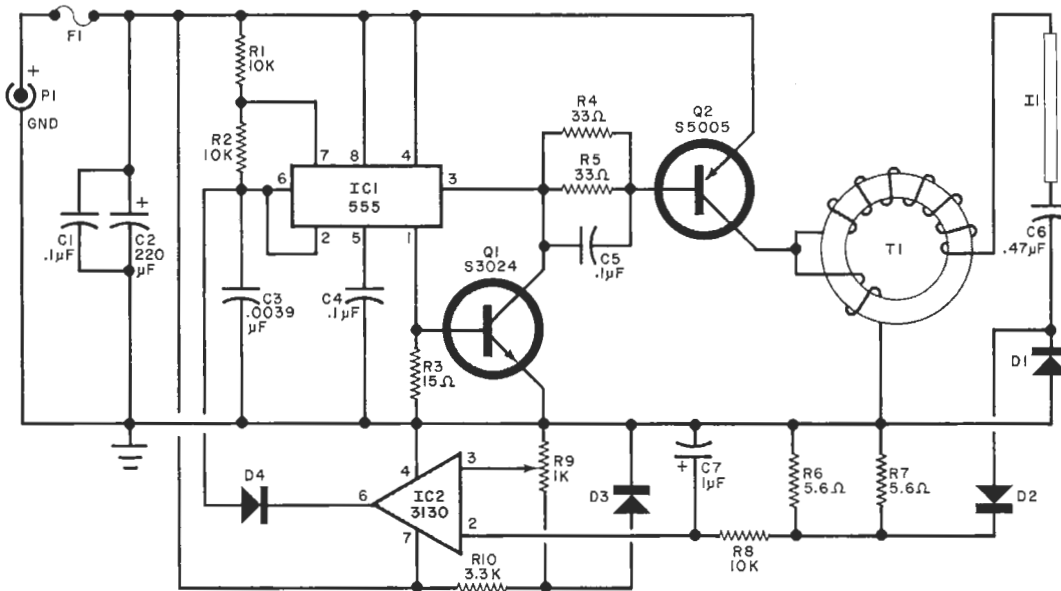 F1
+
P1
GND
C1
.1µF
+
C2
220
µF
R1
10K
R2
10K
7
8
4
6
IC1
555
3
2
5
1
C3
.0039
µF
C4
.1µF
R3
15Ω
Q1
S3024
R4
33Ω
R5
33Ω
C5
.1µF
Q2
S5005
T1
I1
C6
.47µF
D1
D4
6
4
3
IC2
3130
2
7
R9
1K
R10
3.3K
D3
+
C7
1µF
R8
10K
R6
5.6Ω
R7
5.6Ω
D2